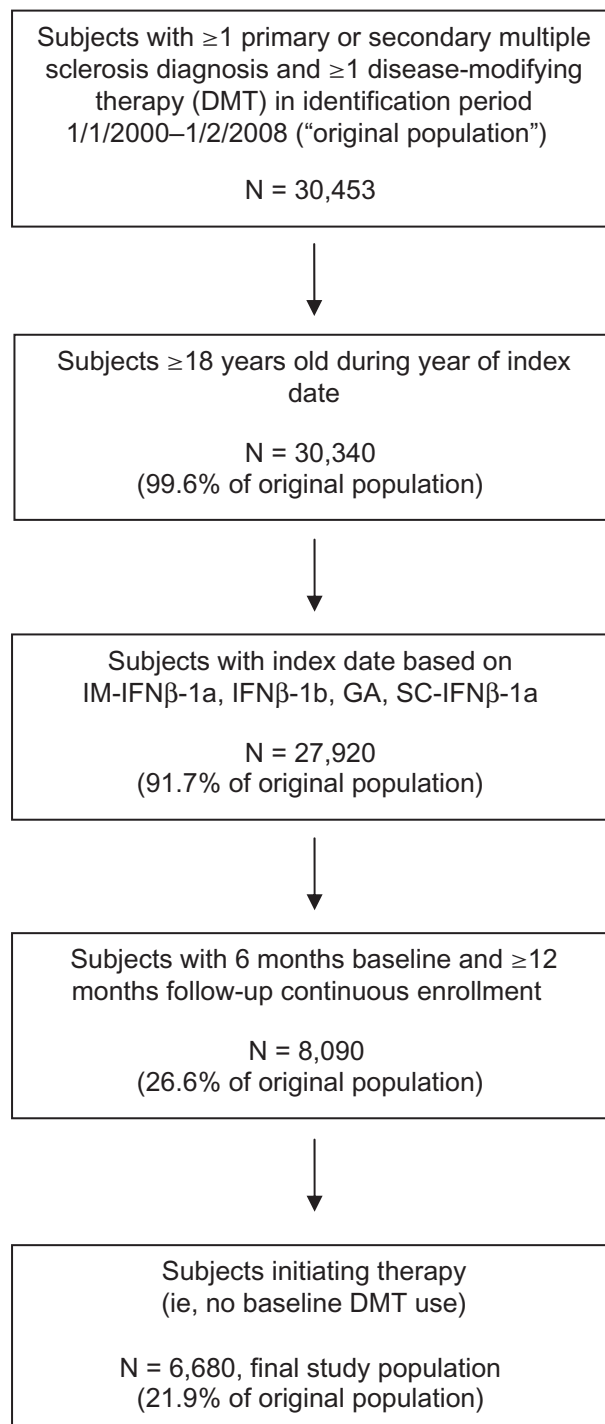 Subjects with ≥1 primary or secondary multiple
sclerosis diagnosis and ≥1 disease-modifying
therapy (DMT) in identification period
1/1/2000–1/2/2008 (“original population”)
N = 30,453
Subjects ≥18 years old during year of index
date
N = 30,340
(99.6% of original population)
Subjects with index date based on
IM-IFNβ-1a, IFNβ-1b, GA, SC-IFNβ-1a
N = 27,920
(91.7% of original population)
Subjects with 6 months baseline and ≥12
months follow-up continuous enrollment
N = 8,090
(26.6% of original population)
Subjects initiating therapy
(ie, no baseline DMT use)
N = 6,680, final study population
(21.9% of original population)